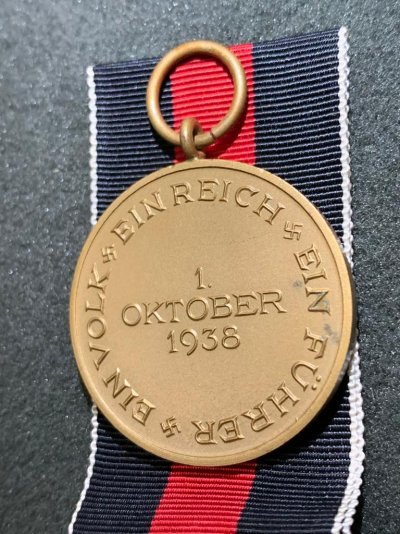 EIN VOLK EIN REICH EIN FÜHRER
1.
OKTOBER
1938